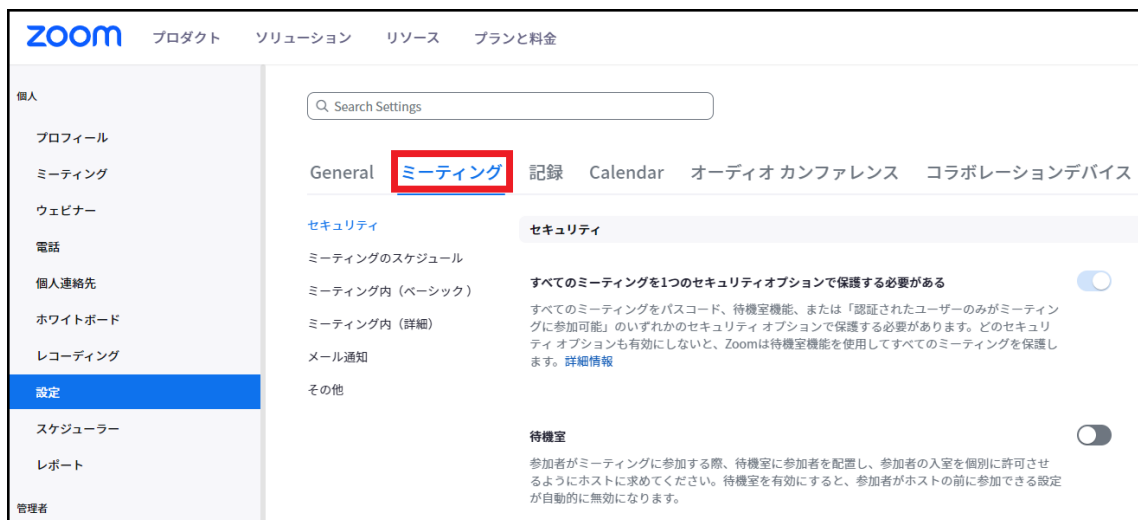 zoom プロダクト ソリューション リソース プランと料金
個人
プロフィール
ミーティング
ウェビナー
電話
個人連絡先
ホワイトボード
レコーディング
設定
スケジューラー
レポート
管理者
Search Settings
General ミーティング 記録 Calendar オーディオ カンファレンス コラボレーションデバイス
セキュリティ
ミーティングのスケジュール
ミーティング内（ベーシック）
ミーティング内（詳細）
メール通知
その他
セキュリティ
すべてのミーティングを1つのセキュリティオプションで保護する必要がある
すべてのミーティングをパスコード、待機室機能、または「認証されたユーザーのみがミーティン
グに参加可能」のいずれかのセキュリティ オプションで保護する必要があります。どのセキュリ
ティ オプションも有効にしないと、Zoomは待機室機能を使用してすべてのミーティングを保護し
ます。詳細情報
待機室
参加者がミーティングに参加する際、待機室に参加者を配置し、参加者の入室を個別に許可させ
るようにホストに求めてください。待機室を有効にすると、参加者がホストの前に参加できる設定
が自動的に無効になります。